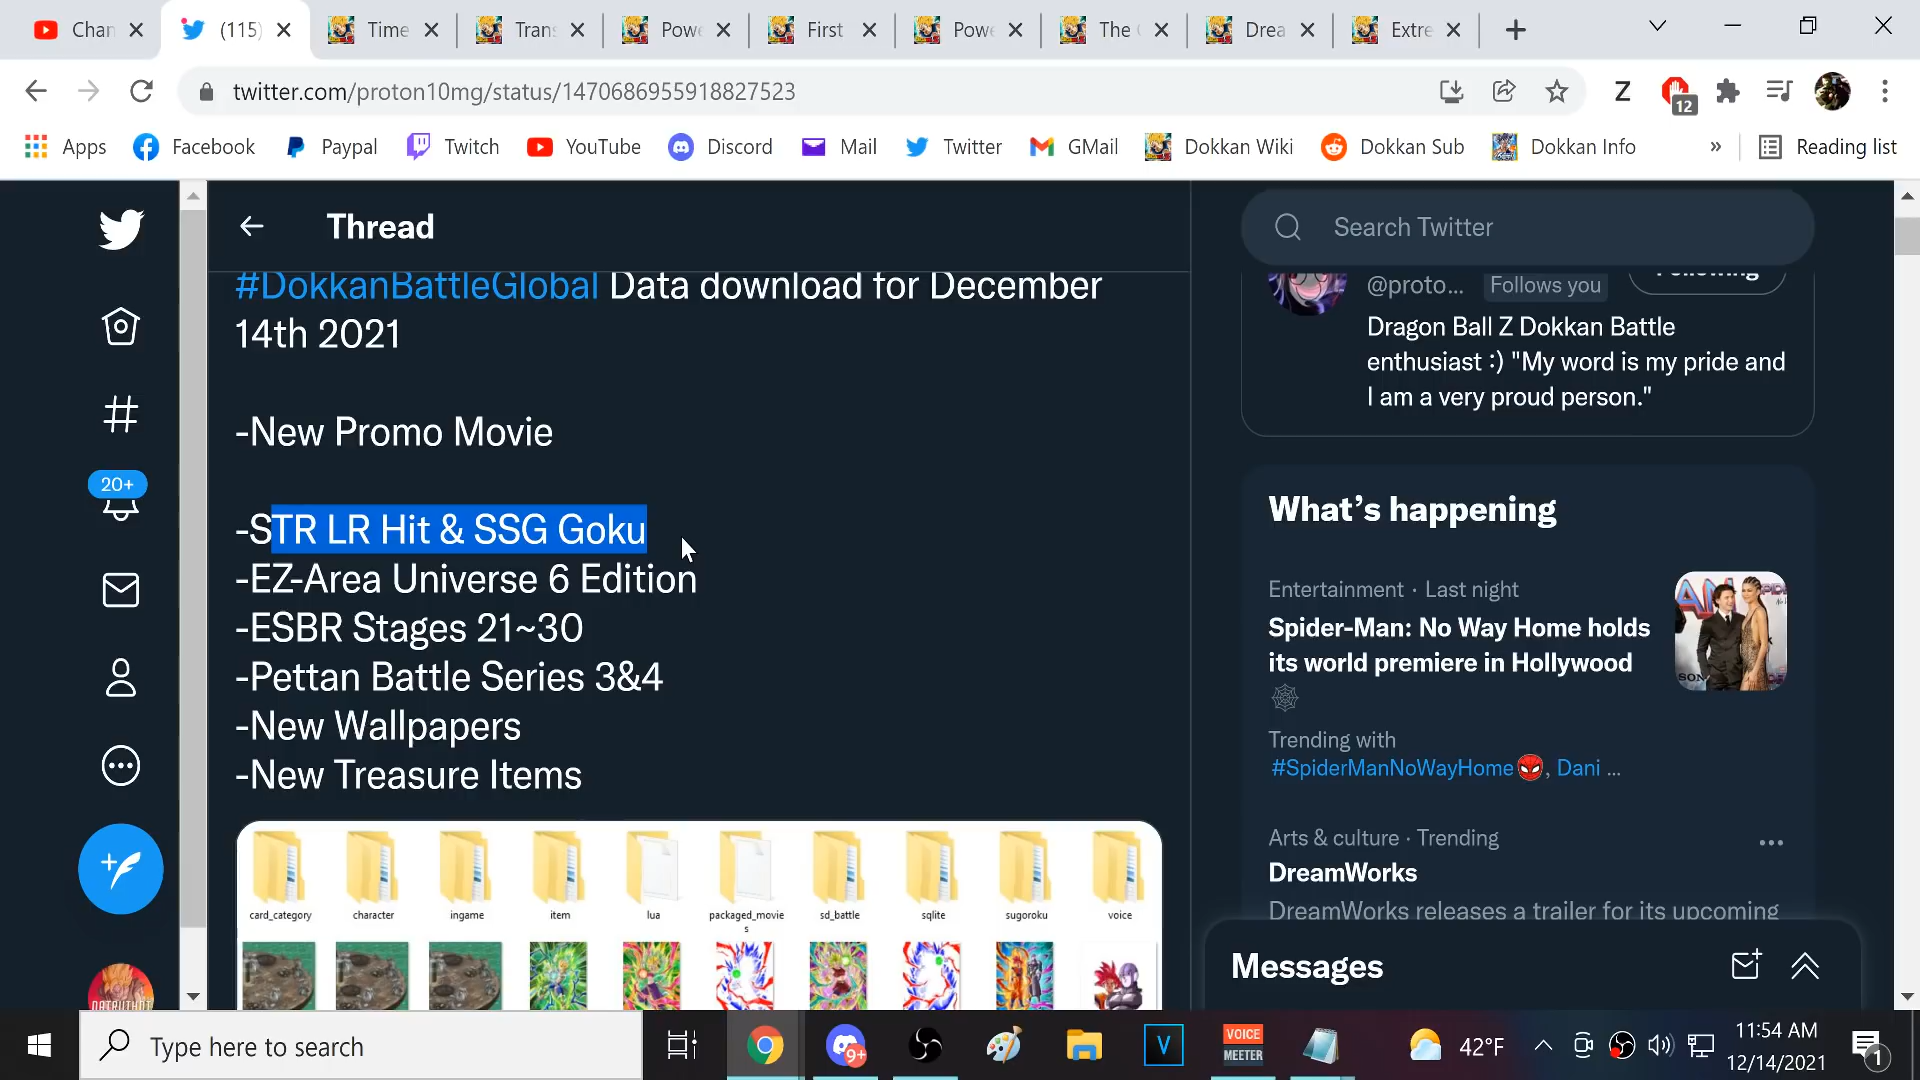 Chan
(115)
Time
Trans
Powe
First
Powe
The
Drea
Extre
twitter.com/proton10mg/status/1470686955918827523
Z
12
Apps
Facebook
Paypal
Twitch
YouTube
Discord
Mail
Twitter
GMail
Dokkan Wiki
Dokkan Sub
Dokkan Info
»
Reading list
Thread
#DokkanBattleGlobal Data download for December
14th 2021
-New Promo Movie
-STR LR Hit & SSG Goku
-EZ-Area Universe 6 Edition
-ESBR Stages 21~30
-Pettan Battle Series 3&4
-New Wallpapers
-New Treasure Items
20+
card_category
character
ingame
item
lua
packaged_movie
s
sd_battle
sqlite
sugoroku
voice
Search Twitter
@proto...
Follows you
Following
Dragon Ball Z Dokkan Battle
enthusiast :) "My word is my pride and
I am a very proud person."
What's happening
Entertainment · Last night
Spider-Man: No Way Home holds
its world premiere in Hollywood
Trending with
#SpiderManNoWayHome, Dani ...
Arts & culture · Trending
DreamWorks
DreamWorks releases a trailer for its upcoming
Messages
Type here to search
9+
V
VOICE
MEETER
42°F
11:54 AM
12/14/2021
1